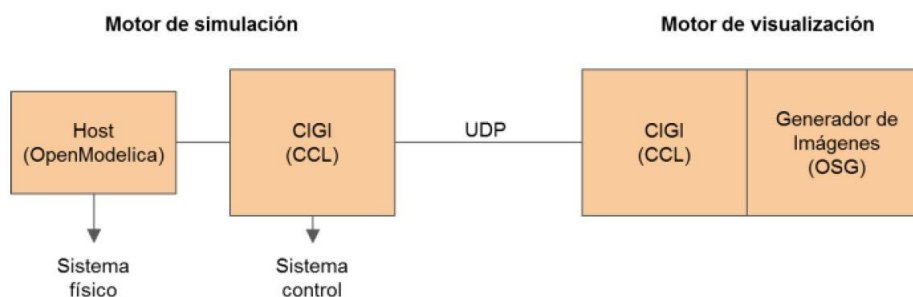 Motor de simulación
Motor de visualización
Host
(OpenModelica)
CIGI
(CCL)
UDP
CIGI
(CCL)
Generador de
Imágenes
(OSG)
Sistema
físico
Sistema
control